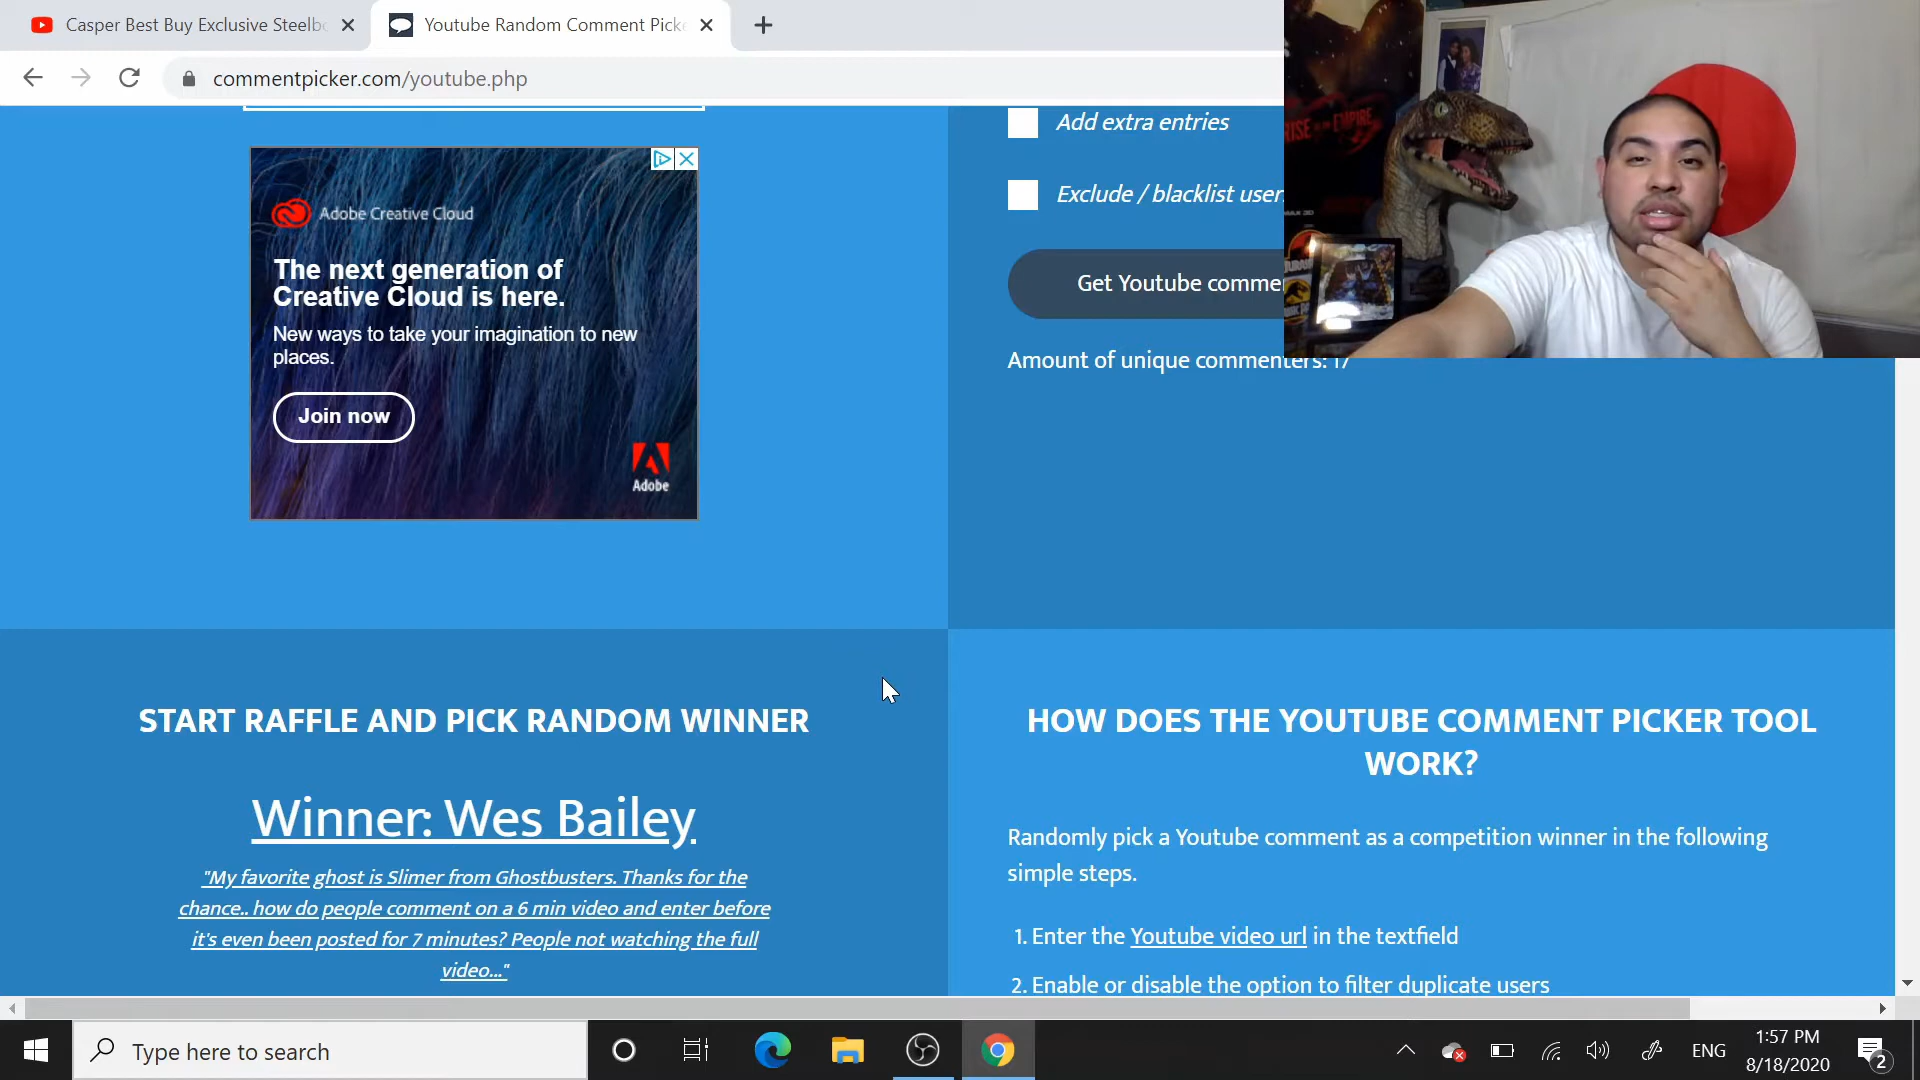 Casper Best Buy Exclusive Steelbo
Youtube Random Comment Picke
commentpicker.com/youtube.php
Add extra entries
Exclude / blacklist user
Get Youtube comme
Amount of unique commenters: 17
Adobe Creative Cloud
The next generation of
Creative Cloud is here.
New ways to take your imagination to new
places.
Join now
Adobe
START RAFFLE AND PICK RANDOM WINNER
Winner: Wes Bailey
"My favorite ghost is Slimer from Ghostbusters. Thanks for the
chance.. how do people comment on a 6 min video and enter before
it's even been posted for 7 minutes? People not watching the full
video..."
HOW DOES THE YOUTUBE COMMENT PICKER TOOL
WORK?
Randomly pick a Youtube comment as a competition winner in the following
simple steps.
1. Enter the Youtube video url in the textfield
2. Enable or disable the option to filter duplicate users
Type here to search
ENG
1:57 PM
8/18/2020
2